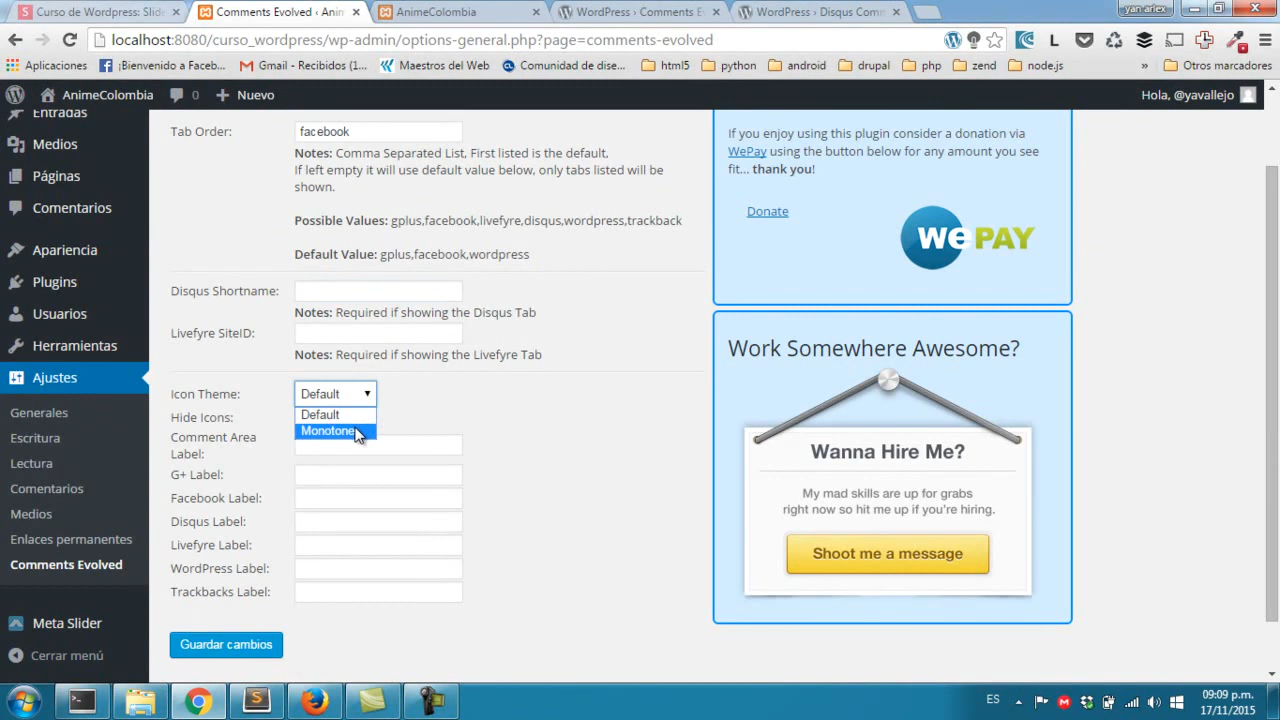 Curso de Wordpress: Slide
Comments Evolved ‹ Anim
AnimeColombia
WordPress › Comments E
WordPress › Disqus Com
yan arlex
localhost:8080/curso_wordpress/wp-admin/options-general.php?page=comments-evolved
Aplicaciones
¡Bienvenido a Faceb...
Gmail - Recibidos (1...
Maestros del Web
Comunidad de dise...
html5
python
android
drupal
php
zend
node.js
»
Otros marcadores
AnimeColombia
0
Nuevo
Hola, @yavallejo
Entradas
Medios
Páginas
Comentarios
Apariencia
Plugins
Usuarios
Herramientas
Ajustes
Generales
Escritura
Lectura
Comentarios
Medios
Enlaces permanentes
Comments Evolved
Meta Slider
Cerrar menú
Tab Order:
facebook
Notes: Comma Separated List, First listed is the default,
If left empty it will use default value below, only tabs listed will be
shown.
Possible Values: gplus,facebook,livefyre,disqus,wordpress,trackback
Default Value: gplus,facebook,wordpress
Disqus Shortname:
Notes: Required if showing the Disqus Tab
Livefyre SiteID:
Notes: Required if showing the Livefyre Tab
Icon Theme:
Default
Default
Monotone
Hide Icons:
Comment Area
Label:
G+ Label:
Facebook Label:
Disqus Label:
Livefyre Label:
WordPress Label:
Trackbacks Label:
Guardar cambios
If you enjoy using this plugin consider a donation via
WePay using the button below for any amount you see
fit... thank you!
Donate
wePAY
Work Somewhere Awesome?
Wanna Hire Me?
My mad skills are up for grabs
right now so hit me up if you're hiring.
Shoot me a message
ES
09:09 p.m.
17/11/2015